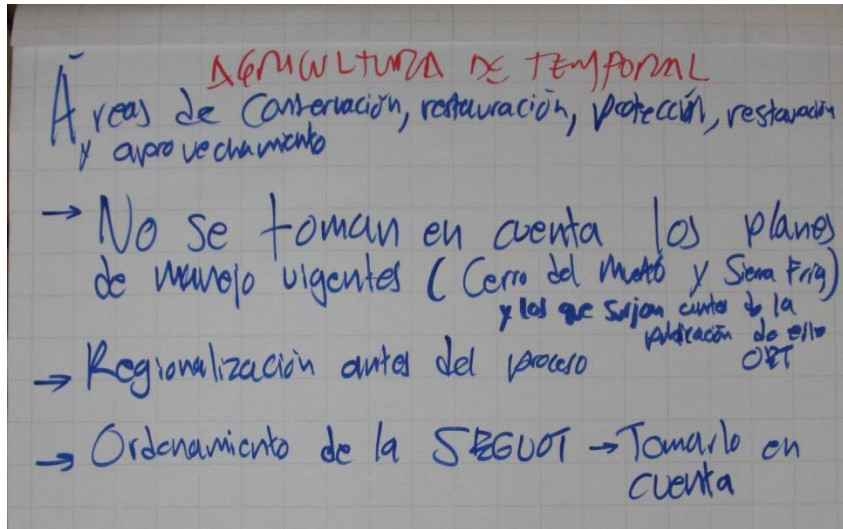 AGRICULTURA DE TEMPORAL
Áreas de Conservación, restauración, protección, restauración
y aprovechamiento
→ No se toman en cuenta los planes
de manejo vigentes (Cerro del Muerto y Sierra Fría)
y los que surjan antes d la
publicación de este
OET
→ Regionalización antes del proceso
→ Ordenamiento de la SEGUOT → Tomarlo en
cuenta